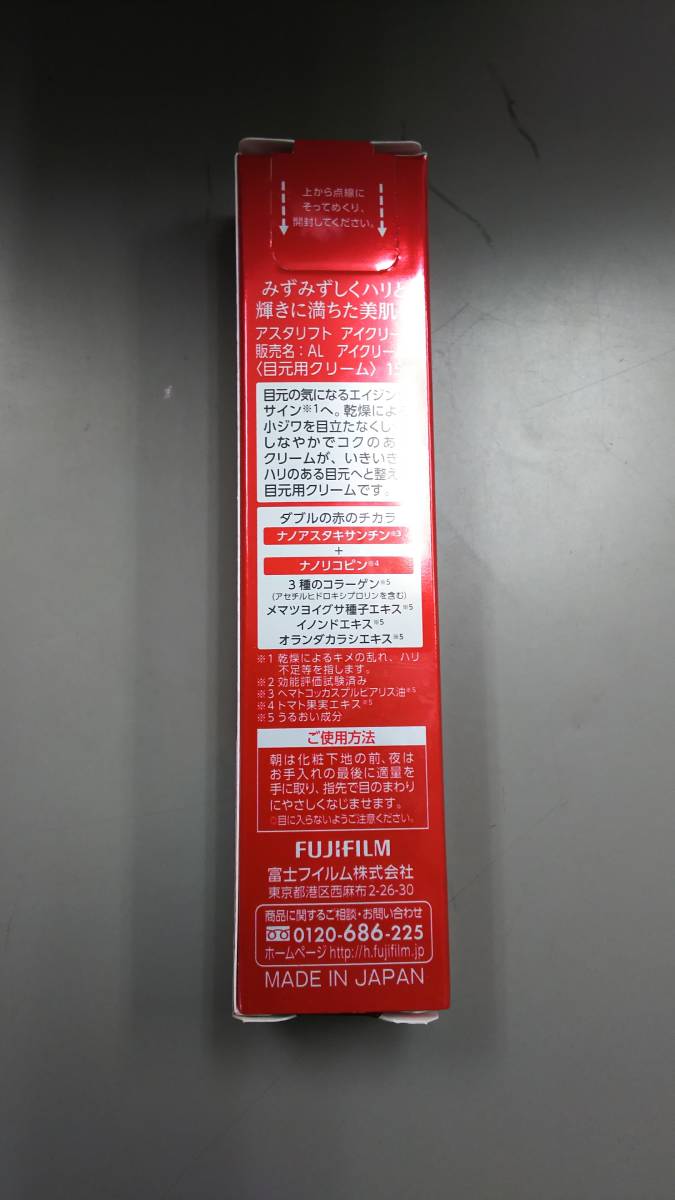 上から点線に
そってめくり、
開封してください。
みずみずしくハリと
輝きに満ちた美肌
アスタリフト アイクリー
販売名:AL アイクリー
〈目元用クリーム〉
目元の気になるエイジン
サイン※1へ。乾燥によ
小ジワを目立たなくし
しなやかでコクのあ
クリームが、いきいき
ハリのある目元へと整え
目元用クリームです。
ダブルの赤のチカラ
ナノアスタキサンチン※3
+
ナノリコピン※4
3種のコラーゲン※5
(アセチルヒドロキシプロリンを含む)
メマツヨイグサ種子エキス※5
イノンドエキス※5
オランダカラシエキス※5
※1 乾燥によるキメの乱れ、ハリ
不足等を指します。
※2 効能評価試験済み
※3 ヘマトコッカスプルビアリス油※5
※4 トマト果実エキス※5
※5 うるおい成分
ご使用方法
朝は化粧下地の前、夜は
お手入れの最後に適量を
手に取り、指先で目のまわり
にやさしくなじませます。
◎目に入らないようご注意ください。
FUJIFILM
富士フイルム株式会社
東京都港区西麻布2-26-30
商品に関するご相談・お問い合わせ
0120-686-225
ホームページ http://h.fujifilm.jp
MADE IN JAPAN